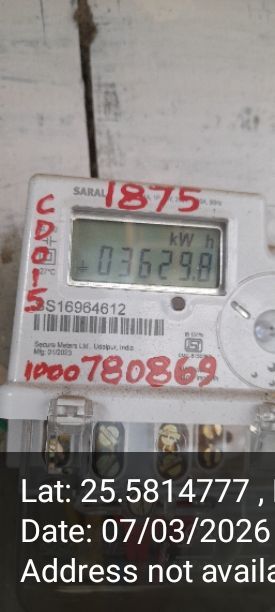 SARAL
1875
CD015
kW h
03629.8
S16964612
Secure Meters Ltd., Udaipur, India
Mfg. 01/2023
1000780869
Lat: 25.5814777 ,
Date: 07/03/2026
Address not availa